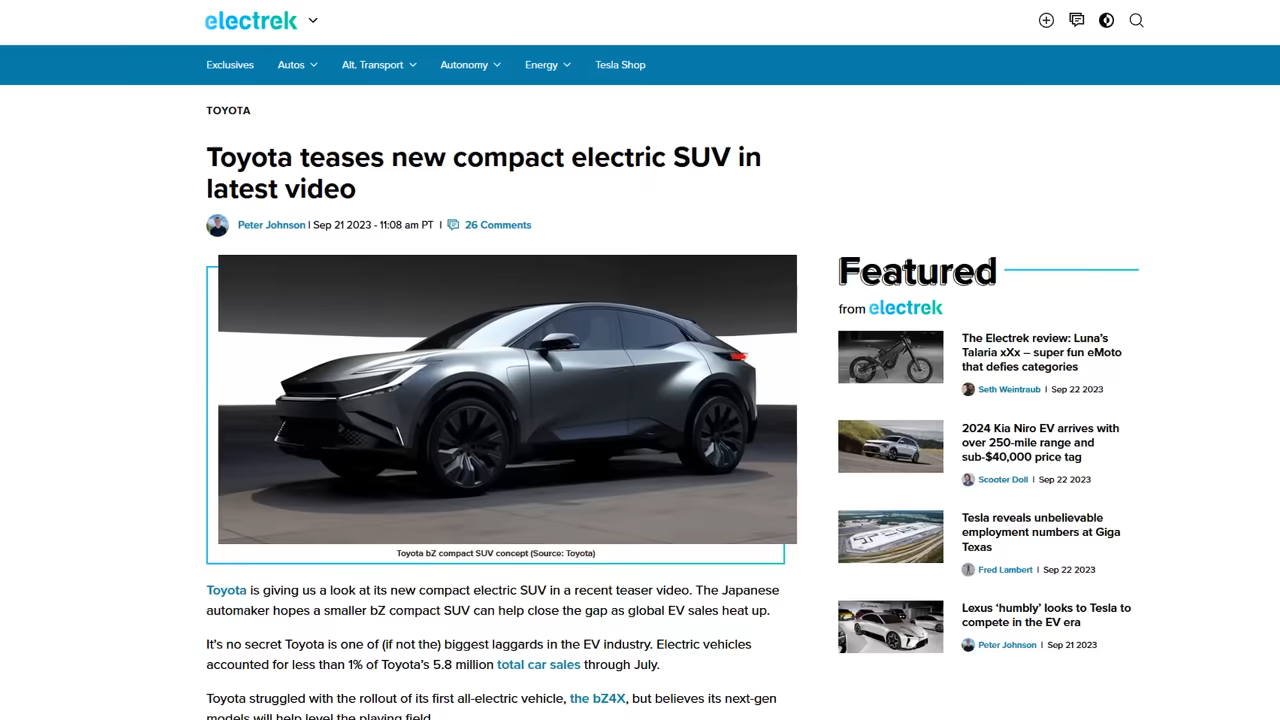 electrek
Exclusives
Autos
Alt. Transport
Autonomy
Energy
Tesla Shop
TOYOTA
Toyota teases new compact electric SUV in
latest video
Peter Johnson | Sep 21 2023 - 11:08 am PT | 26 Comments
Toyota bZ compact SUV concept (Source: Toyota)
Toyota is giving us a look at its new compact electric SUV in a recent teaser video. The Japanese
automaker hopes a smaller bZ compact SUV can help close the gap as global EV sales heat up.
It's no secret Toyota is one of (if not the) biggest laggards in the EV industry. Electric vehicles
accounted for less than 1% of Toyota's 5.8 million total car sales through July.
Toyota struggled with the rollout of its first all-electric vehicle, the bZ4X, but believes its next-gen
models will help level the playing field.
Featured
from electrek
The Electrek review: Luna's
Talaria xXx – super fun eMoto
that defies categories
Seth Weintraub | Sep 22 2023
2024 Kia Niro EV arrives with
over 250-mile range and
sub-$40,000 price tag
Scooter Doll | Sep 22 2023
Tesla reveals unbelievable
employment numbers at Giga
Texas
Fred Lambert | Sep 22 2023
Lexus 'humbly' looks to Tesla to
compete in the EV era
Peter Johnson | Sep 21 2023